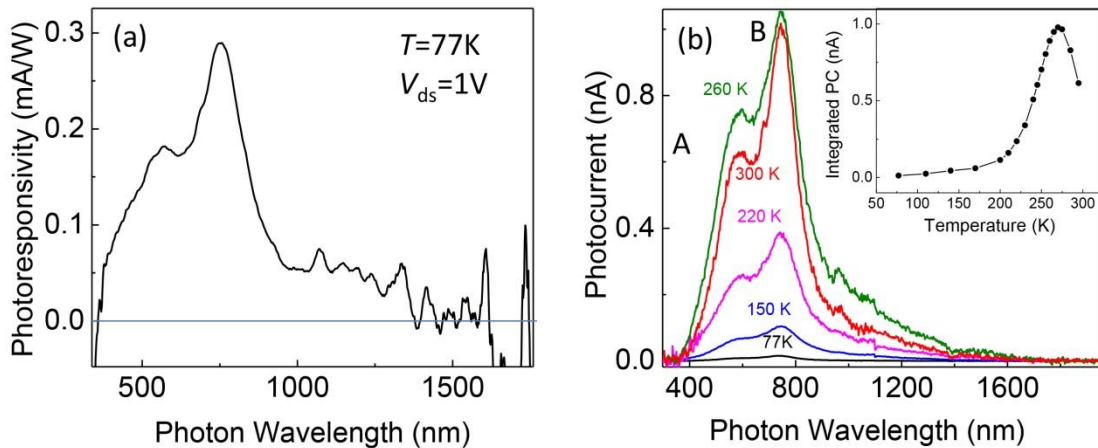 (a)
T=77K
Vds=1V
Photoresponsivity (mA/W)
0.3
0.2
0.1
0.0
500
1000
1500
Photon Wavelength (nm)
(b)
B
A
260 K
300 K
220 K
150 K
77K
Photocurrent (nA)
0.8
0.4
0.0
400
800
1200
1600
Photon Wavelength (nm)
Integrated PC (nA)
1.0
0.5
0.0
50
100
150
200
250
300
Temperature (K)